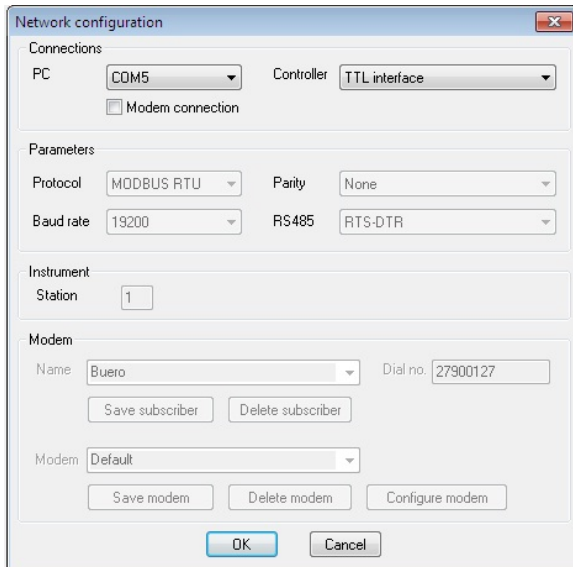 Network configuration
Connections
PC COM5 Controller TTL interface
Modem connection
Parameters
Protocol MODBUS RTU Parity None
Baud rate 19200 RS485 RTS-DTR
Instrument
Station 1
Modem
Name Buero Dial no. 27900127
Save subscriber Delete subscriber
Modem Default
Save modem Delete modem Configure modem
OK Cancel